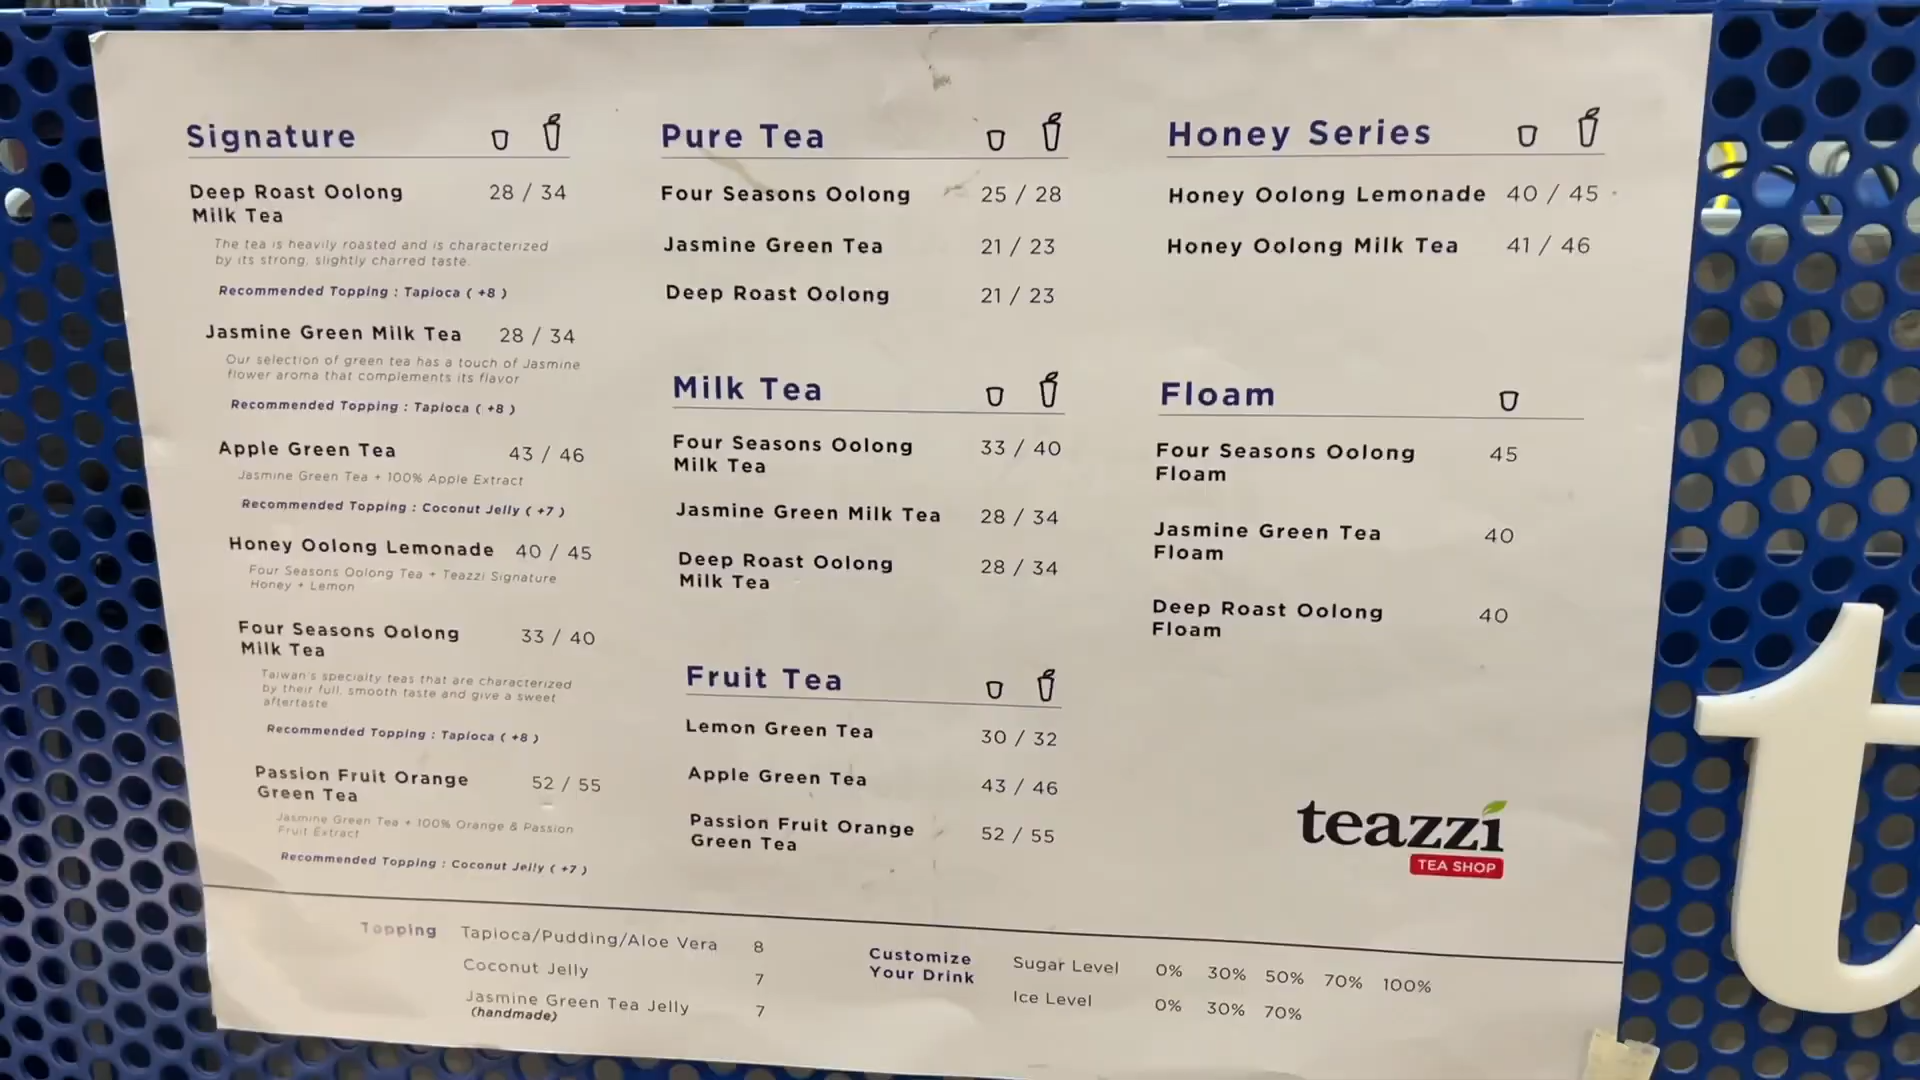 Signature
Deep Roast Oolong 28 / 34
Milk Tea
The tea is heavily roasted and is characterized
by its strong, slightly charred taste.
Recommended Topping : Tapioca ( +8 )
Jasmine Green Milk Tea 28 / 34
Our selection of green tea has a touch of Jasmine
flower aroma that complements its flavor
Recommended Topping : Tapioca ( +8 )
Apple Green Tea 43 / 46
Jasmine Green Tea + 100% Apple Extract
Recommended Topping : Coconut Jelly ( +7 )
Honey Oolong Lemonade 40 / 45
Four Seasons Oolong Tea + Teazzi Signature
Honey + Lemon
Four Seasons Oolong 33 / 40
Milk Tea
Taiwan's specialty teas that are characterized
by their full, smooth taste and give a sweet
aftertaste
Recommended Topping : Tapioca ( +8 )
Passion Fruit Orange 52 / 55
Green Tea
Jasmine Green Tea + 100% Orange & Passion
Fruit Extract
Recommended Topping : Coconut Jelly ( +7 )
Pure Tea
Four Seasons Oolong 25 / 28
Jasmine Green Tea 21 / 23
Deep Roast Oolong 21 / 23
Milk Tea
Four Seasons Oolong 33 / 40
Milk Tea
Jasmine Green Milk Tea 28 / 34
Deep Roast Oolong 28 / 34
Milk Tea
Fruit Tea
Lemon Green Tea 30 / 32
Apple Green Tea 43 / 46
Passion Fruit Orange 52 / 55
Green Tea
Honey Series
Honey Oolong Lemonade 40 / 45
Honey Oolong Milk Tea 41 / 46
Floam
Four Seasons Oolong 45
Floam
Jasmine Green Tea 40
Floam
Deep Roast Oolong 40
Floam
teazzi
TEA SHOP
Topping Tapioca/Pudding/Aloe Vera 8
Coconut Jelly 7
Jasmine Green Tea Jelly 7
(handmade)
Customize
Your Drink
Sugar Level 0% 30% 50% 70% 100%
Ice Level 0% 30% 70%
t